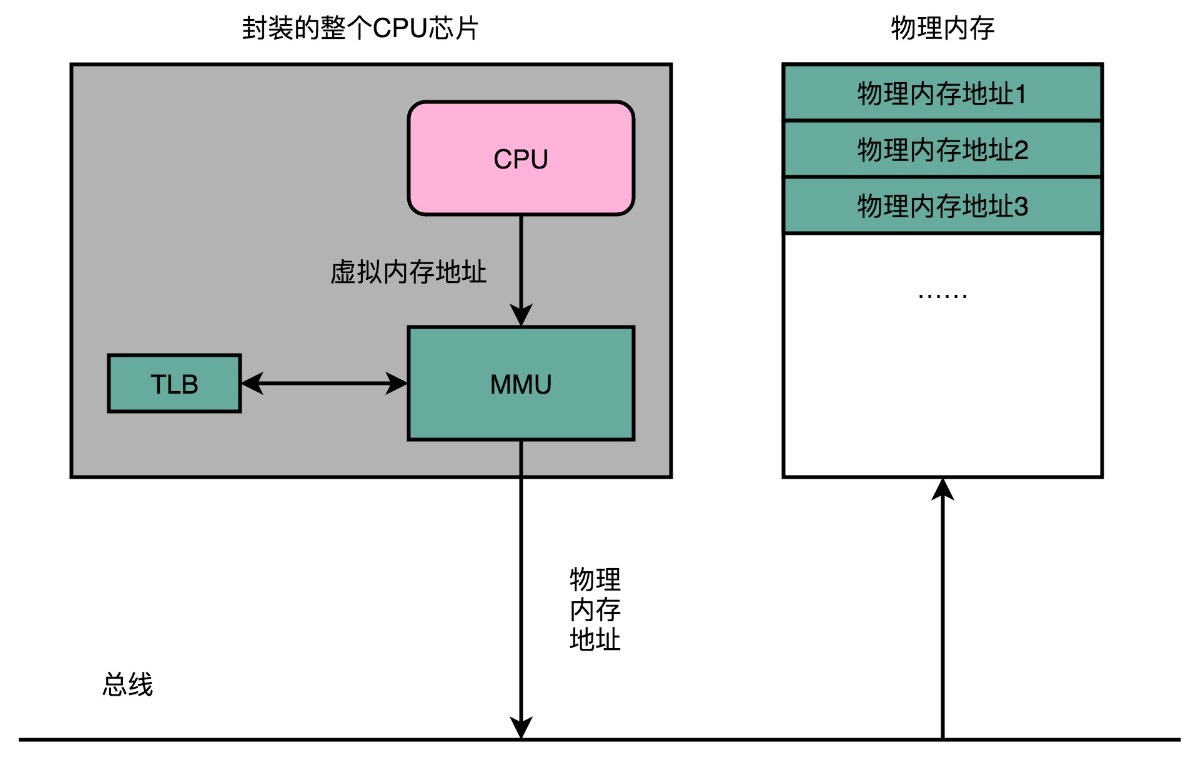 封装的整个CPU芯片
物理内存
物理内存地址1
CPU
物理内存地址2
物理内存地址3
虚拟内存地址
……
TLB
MMU
物理
内存
地址
总线